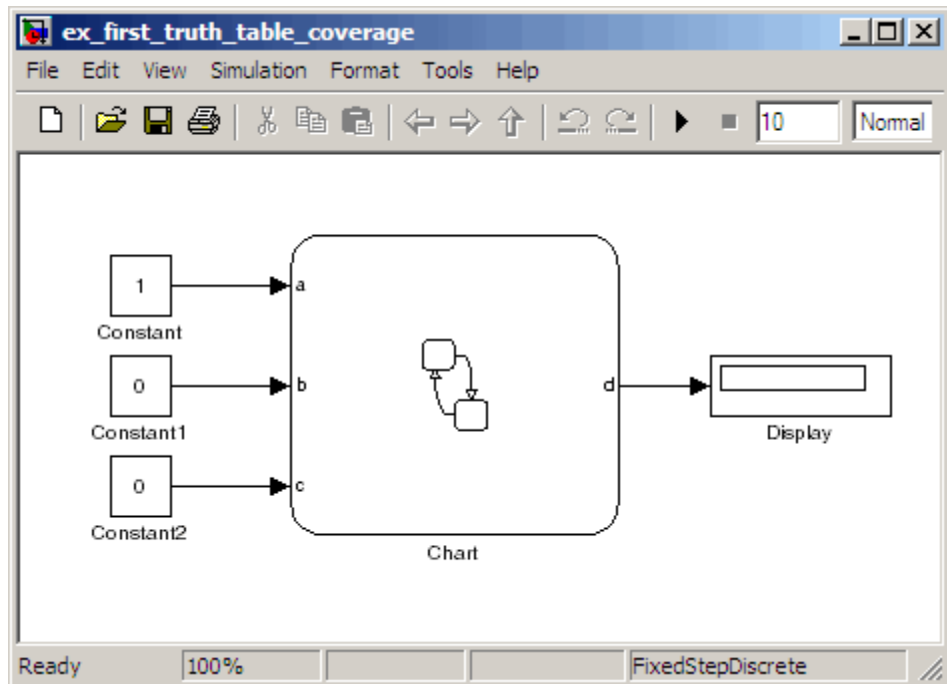 ex_first_truth_table_coverage
File Edit View Simulation Format Tools Help
10 Normal
1 a
Constant
0 b d
Constant1 Display
0 c
Constant2
Chart
Ready 100% FixedStepDiscrete